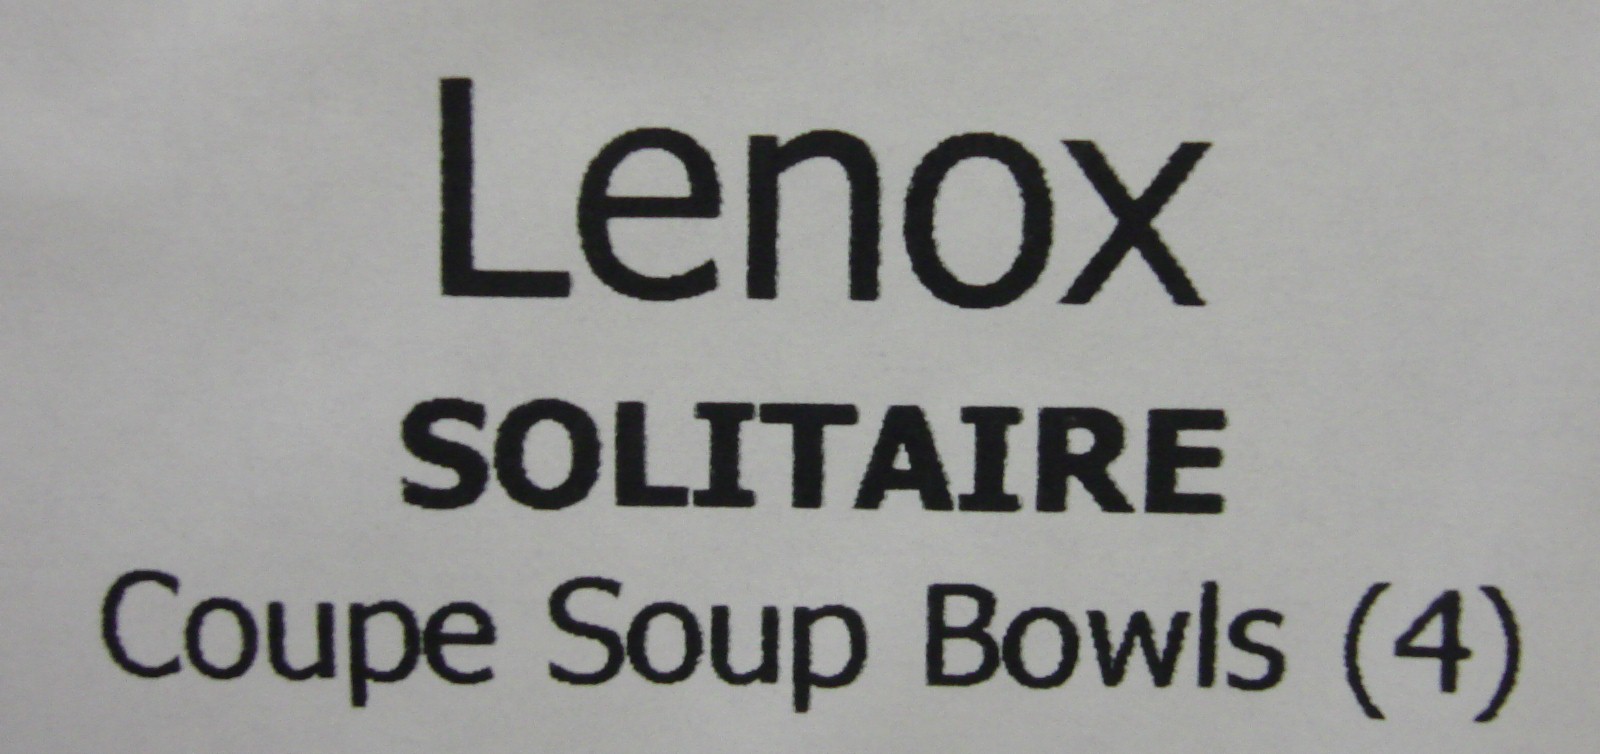 Lenox
SOLITAIRE
Coupe Soup Bowls (4)